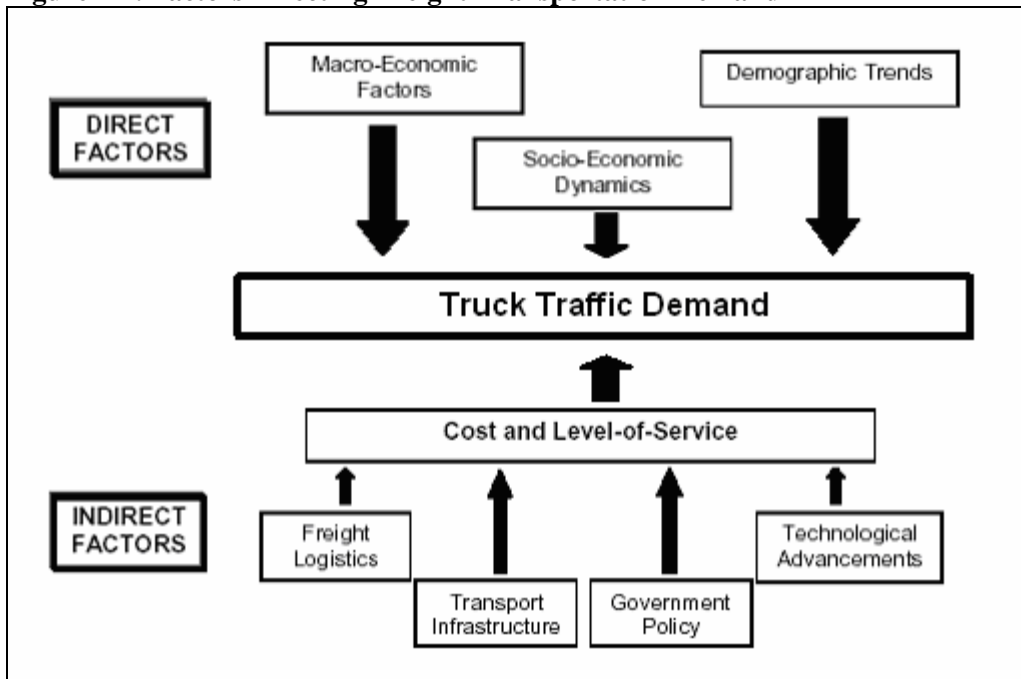 Macro-Economic
Factors
Demographic Trends
DIRECT
FACTORS
Socio-Economic
Dynamics
Truck Traffic Demand
Cost and Level-of-Service
INDIRECT
FACTORS
Freight
Logistics
Transport
Infrastructure
Government
Policy
Technological
Advancements